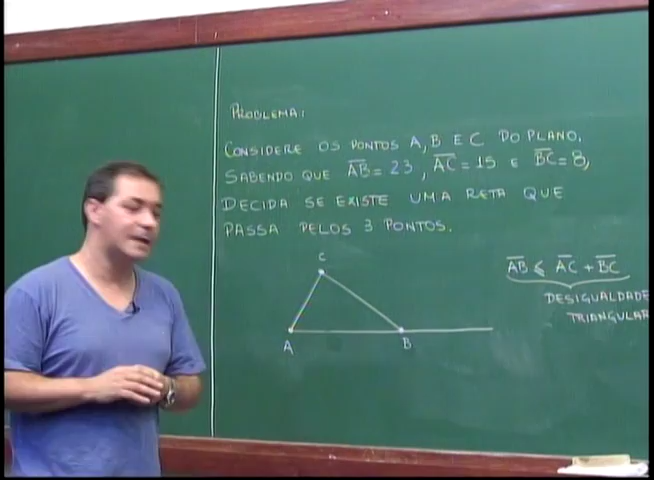 PROBLEMA:
CONSIDERE OS PONTOS A, B E C DO PLANO.
SABENDO QUE AB = 23, AC = 15 E BC = 8,
DECIDA SE EXISTE UMA RETA QUE
PASSA PELOS 3 PONTOS.
C
A B
AB ⩽ AC + BC
DESIGUALDADE
TRIANGULAR